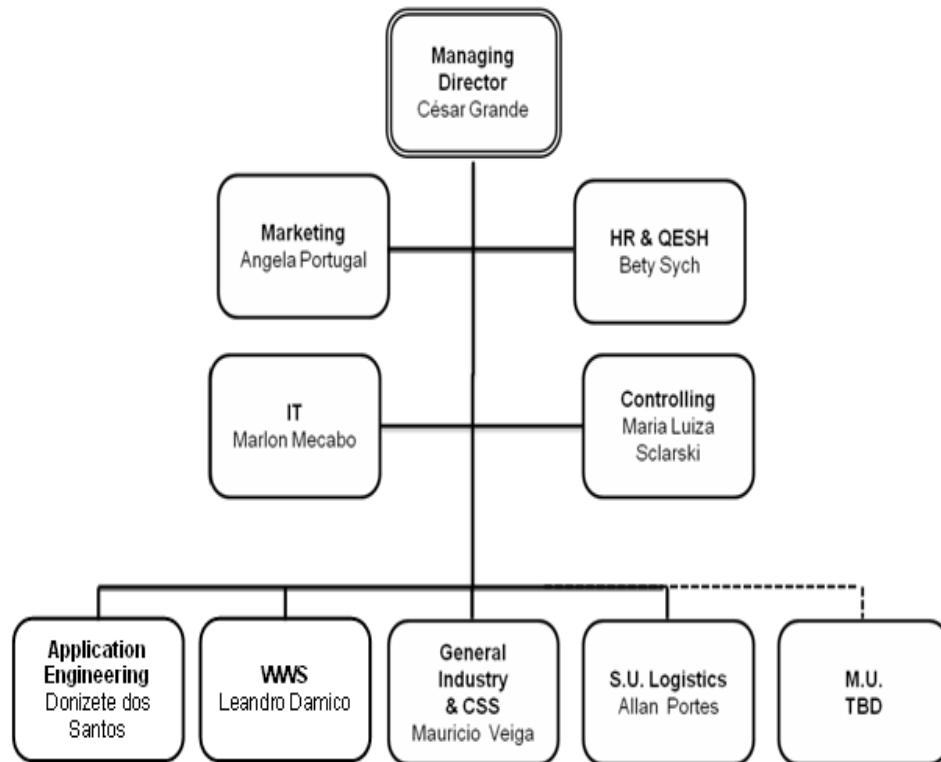 Managing
Director
César Grande
Marketing
Angela Portugal
HR & QESH
Bety Sych
IT
Marlon Mecabo
Controlling
Maria Luiza
Sclarski
Application
Engineering
Donizete dos
Santos
WWS
Leandro Damico
General
Industry
& CSS
Mauricio Veiga
S.U. Logistics
Allan Portes
M.U.
TBD